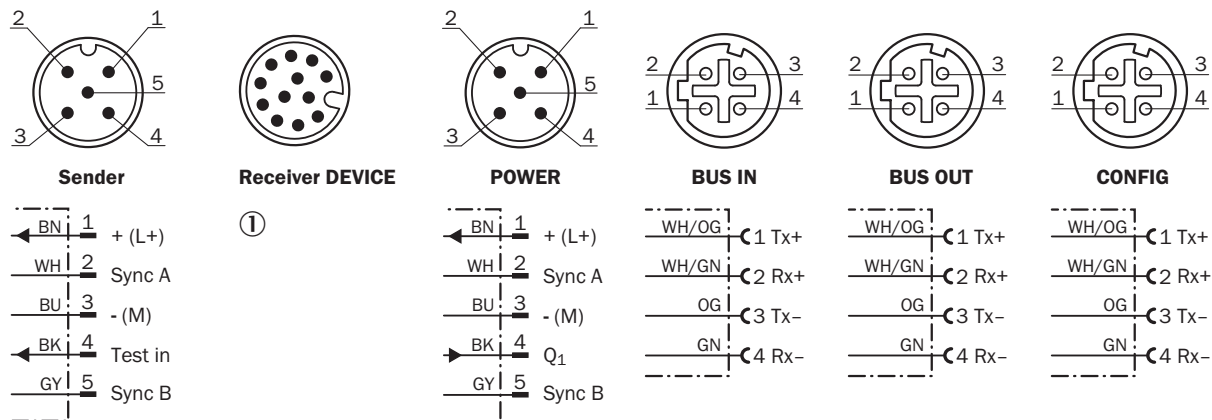 2 1
5
3 4
Sender
BN 1 + (L+)
WH 2 Sync A
BU 3 - (M)
BK 4 Test in
GY 5 Sync B
Receiver DEVICE
①
2 1
5
3 4
POWER
BN 1 + (L+)
WH 2 Sync A
BU 3 - (M)
BK 4 Q1
GY 5 Sync B
2 3
1 4
BUS IN
WH/OG 1 Tx+
WH/GN 2 Rx+
OG 3 Tx–
GN 4 Rx–
2 3
1 4
BUS OUT
WH/OG 1 Tx+
WH/GN 2 Rx+
OG 3 Tx–
GN 4 Rx–
2 3
1 4
CONFIG
WH/OG 1 Tx+
WH/GN 2 Rx+
OG 3 Tx–
GN 4 Rx–